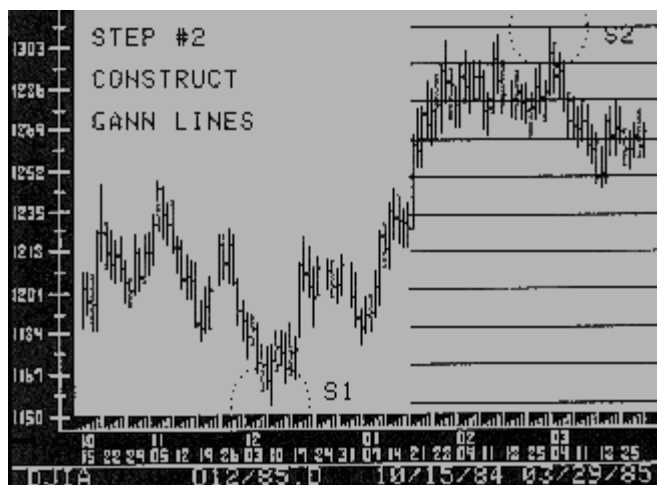 STEP #2
CONSTRUCT
GANN LINES
S2
S1
1303
1286
1269
1252
1235
1218
1201
1184
1167
1150
10 11 12 01 02 03
15 22 29 05 12 19 26 03 10 17 24 31 07 14 21 28 04 11 18 25 04 11 18 25
DJIA 012/85.D 10/15/84 03/29/85